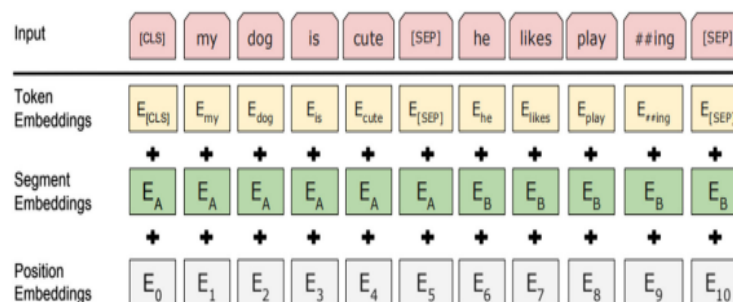 Input [CLS] my dog is cute [SEP] he likes play ##ing [SEP]
Token
Embeddings E[CLS] Emy Edog Eis Ecute E[SEP] Ehe Elikes Eplay E##ing E[SEP]
+ + + + + + + + + + +
Segment
Embeddings EA EA EA EA EA EA EB EB EB EB EB
+ + + + + + + + + + +
Position
Embeddings E0 E1 E2 E3 E4 E5 E6 E7 E8 E9 E10